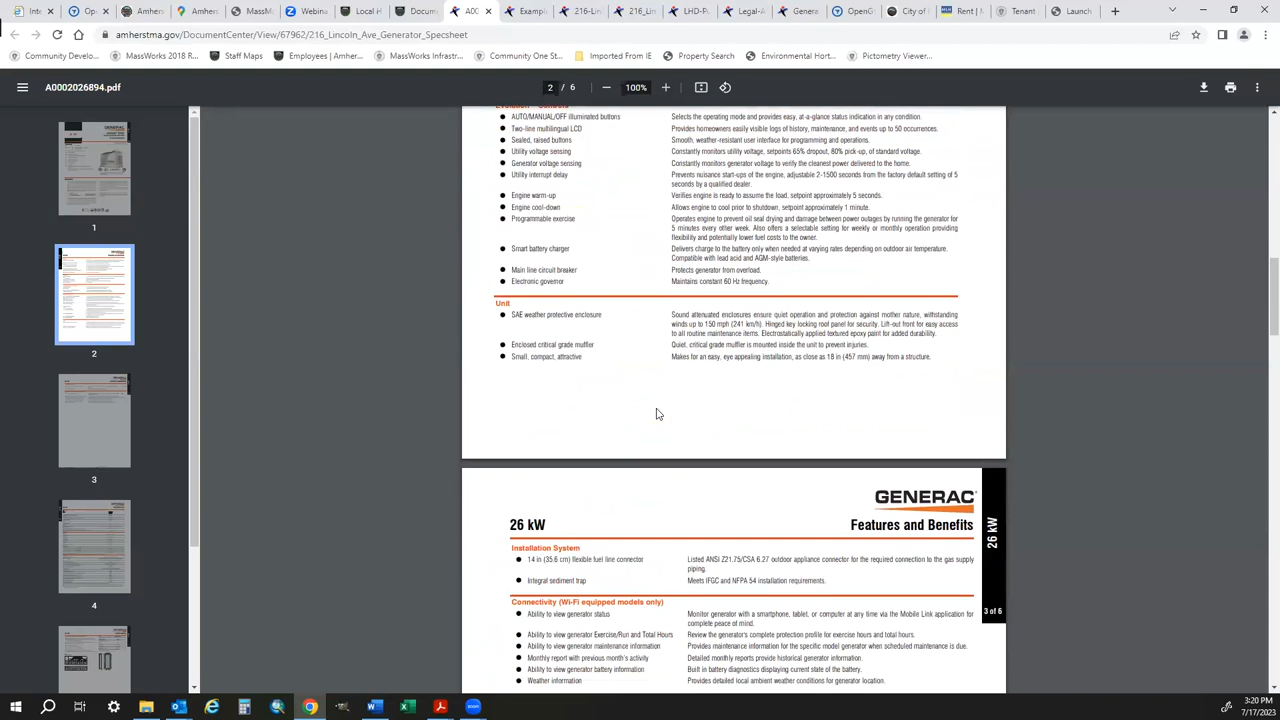 2
Webin
Local H
216_
A00
Exemp
216-LI
216_LI
LHD-Fa
Legal A
OpenG
MLK
Amher
216 Lin
Tonight
Genera
Launch
amherstma.gov/DocumentCenter/View/67962/216_Lincoln_Ave_Generator_Specsheet
Community Develo...
MassWorks 2018 R...
Staff Maps
Employees | Amher...
MassWorks Infrastr...
Community One St...
Imported From IE
Property Search
Environmental Hort...
Pictometry Viewer...
A0002026894.pdf
2 / 6
100%
AUTO/MANUAL/OFF illuminated buttons
Selects the operating mode and provides easy, at-a-glance status indication in any condition.
Two-line multilingual LCD
Provides homeowners easily visible logs of history, maintenance, and events up to 50 occurrences.
Sealed, raised buttons
Smooth, weather-resistant user interface for programming and operations.
Utility voltage sensing
Constantly monitors utility voltage, setpoints 65% dropout, 80% pick-up, of standard voltage.
Generator voltage sensing
Constantly monitors generator voltage to verify the cleanest power delivered to the home.
Utility interrupt delay
Prevents nuisance start-ups of the engine, adjustable 2-1500 seconds from the factory default setting of 5
seconds by a qualified dealer.
Engine warm-up
Verifies engine is ready to assume the load, setpoint approximately 5 seconds.
Engine cool-down
Allows engine to cool prior to shutdown, setpoint approximately 1 minute.
Programmable exercise
Operates engine to prevent oil seal drying and damage between power outages by running the generator for
5 minutes every other week. Also offers a selectable setting for weekly or monthly operation providing
flexibility and potentially lower fuel costs to the owner.
Smart battery charger
Delivers charge to the battery only when needed at varying rates depending on outdoor air temperature.
Compatible with lead acid and AGM-style batteries.
Main line circuit breaker
Protects generator from overload.
Electronic governor
Maintains constant 60 Hz frequency.
Unit
SAE weather protective enclosure
Sound attenuated enclosures ensure quiet operation and protection against mother nature, withstanding
winds up to 150 mph (241 km/h). Hinged key locking roof panel for security. Lift-out front for easy access
to all routine maintenance items. Electrostatically applied textured epoxy paint for added durability.
Enclosed critical grade muffler
Quiet, critical grade muffler is mounted inside the unit to prevent injuries.
Small, compact, attractive
Makes for an easy, eye appealing installation, as close as 18 in (457 mm) away from a structure.
GENERAC
26 kW
Features and Benefits
26 kW
Installation System
14 in (35.6 cm) flexible fuel line connector
Listed ANSI Z21.75/CSA 6.27 outdoor appliance connector for the required connection to the gas supply
piping.
Integral sediment trap
Meets IFGC and NFPA 54 installation requirements.
Connectivity (Wi-Fi equipped models only)
3 of 6
Ability to view generator status
Monitor generator with a smartphone, tablet, or computer at any time via the Mobile Link application for
complete peace of mind.
Ability to view generator Exercise/Run and Total Hours
Review the generator's complete protection profile for exercise hours and total hours.
Ability to view generator maintenance information
Provides maintenance information for the specific model generator when scheduled maintenance is due.
Monthly report with previous month's activity
Detailed monthly reports provide historical generator information.
Ability to view generator battery information
Built in battery diagnostics displaying current state of the battery.
Weather information
Provides detailed local ambient weather conditions for generator location.
1
2
3
4
3:20 PM
7/17/2023